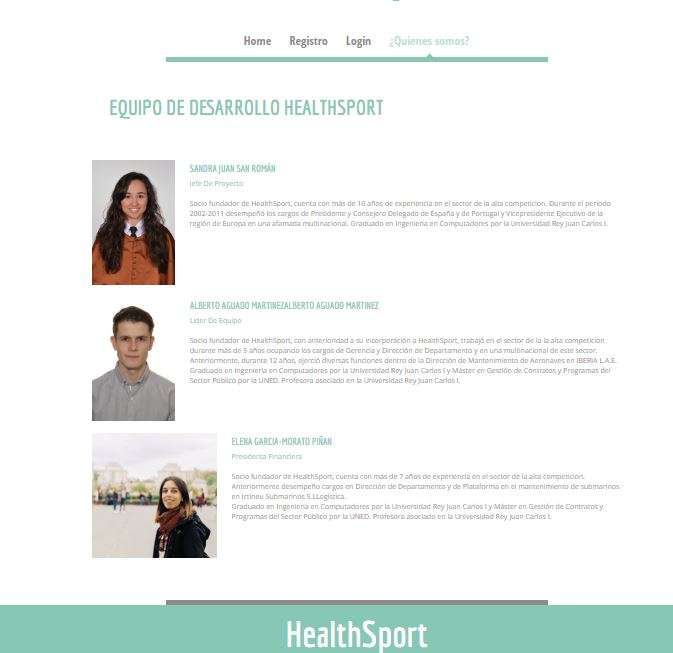 Home Registro Login ¿Quienes somos?
EQUIPO DE DESARROLLO HEALTHSPORT
SANDRA JUAN SAN ROMÁN
Jefe De Proyecto
Socio fundador de HealthSport, cuenta con más de 10 años de experiencia en el sector de la alta competicion. Durante el periodo
2002-2011 desempeñó los cargos de Presidente y Consejero Delegado de España y de Portugal y Vicepresidente Ejecutivo de la
región de Europa en una afamada multinacional. Graduado en Ingenieria en Computadores por la Universidad Rey Juan Carlos I.
ALBERTO AGUADO MARTINEZALBERTO AGUADO MARTINEZ
Lider De Equipo
Socio fundador de HealthSport, con anterioridad a su incorporación a HealthSport, trabajó en el sector de la la alta competicion
durante más de 5 años ocupando los cargos de Gerencia y Dirección de Departamento y en una multinacional de este sector.
Anteriormente, durante 12 años, ejerció diversas funciones dentro de la Dirección de Mantenimiento de Aeronaves en IBERIA L.A.E.
Graduado en Ingenieria en Computadores por la Universidad Rey Juan Carlos I y Máster en Gestión de Contratos y Programas del
Sector Público por la UNED. Profesora asociado en la Universidad Rey Juan Carlos I.
ELENA GARCIA-MORATO PIÑAN
Presidenta Financiera
Socio fundador de HealthSport, cuenta con más de 7 años de experiencia en el sector de la alta competicion.
Anteriormente desempeño cargos en Dirección de Departamento y de Plataforma en el mantenimiento de submarinos
en Ictineu Submarinos S.LLogística.
Graduado en Ingenieria en Computadores por la Universidad Rey Juan Carlos I y Máster en Gestión de Contratos y
Programas del Sector Público por la UNED. Profesora asociado en la Universidad Rey Juan Carlos I.
HealthSport